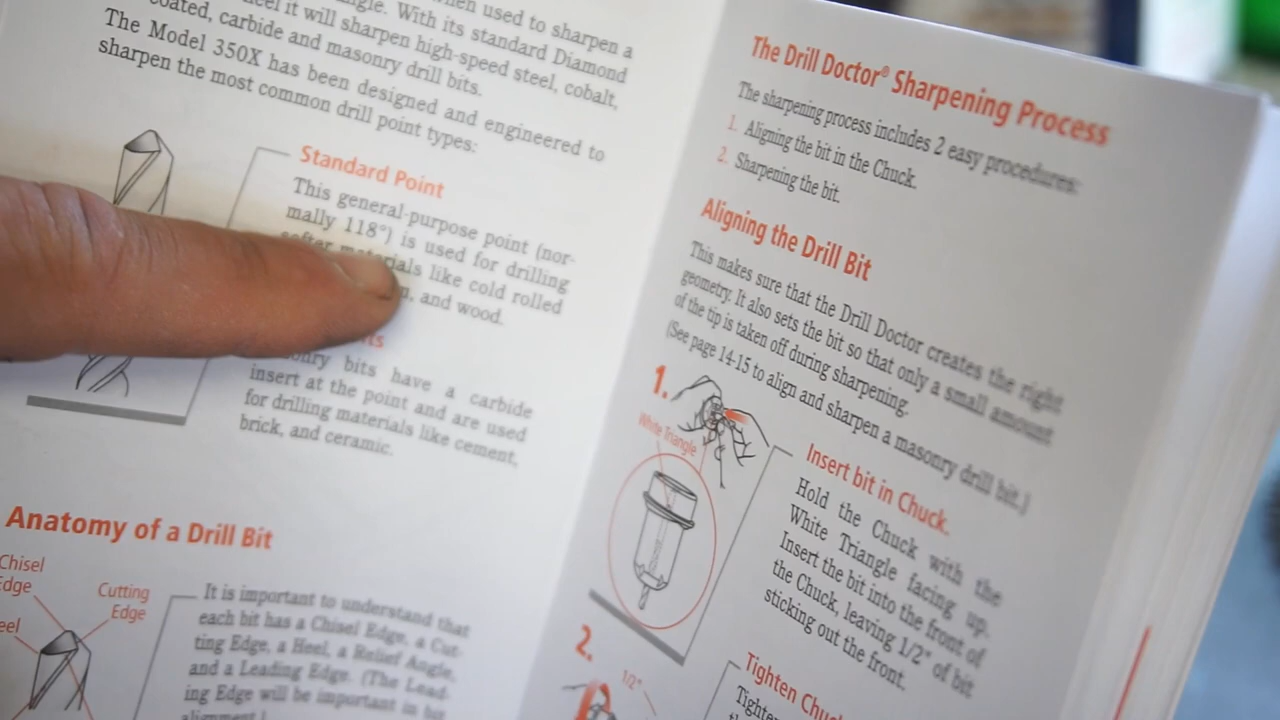 when used to sharpen a
angle. With its standard Diamond
coated, wheel it will sharpen high-speed steel, cobalt,
carbide and masonry drill bits.
The Model 350X has been designed and engineered to
sharpen the most common drill point types:
Standard Point
This general-purpose point (nor-
mally 118°) is used for drilling
softer materials like cold rolled
, and wood.
bits have a carbide
insert at the point and are used
for drilling materials like cement,
brick, and ceramic.
Anatomy of a Drill Bit
Chisel
Edge
Cutting
Edge
It is important to understand that
each bit has a Chisel Edge, a Cut-
ting Edge, a Heel, a Relief Angle,
and a Leading Edge. (The Lead-
ing Edge will be important in bit
alignment.)
The Drill Doctor® Sharpening Process
The sharpening process includes 2 easy procedures:
1. Aligning the bit in the Chuck.
2. Sharpening the bit.
Aligning the Drill Bit
This makes sure that the Drill Doctor creates the right
geometry. It also sets the bit so that only a small amount
of the tip is taken off during sharpening.
(See page 14-15 to align and sharpen a masonry drill bit.)
1.
White Triangle
Insert bit in Chuck.
Hold the Chuck with the
White Triangle facing up.
Insert the bit into the front of
the Chuck, leaving 1/2" of bit
sticking out the front.
2.
1/2"
Tighten Chuck
Tighten